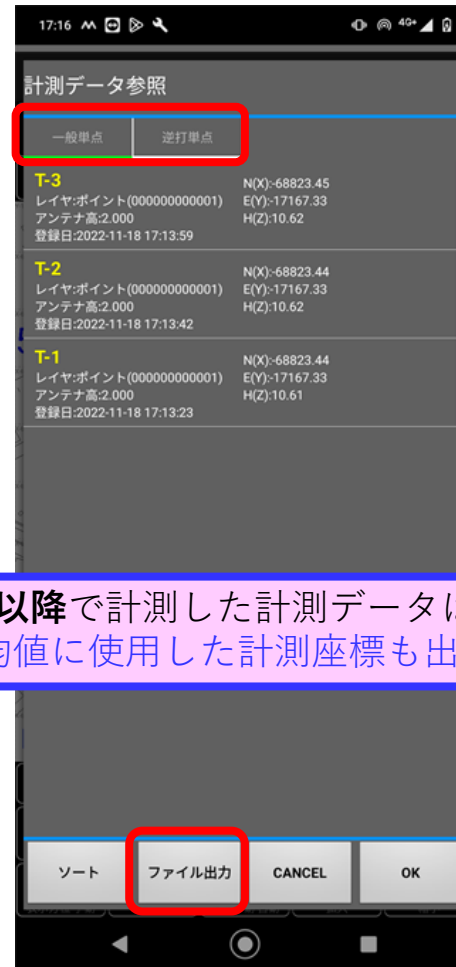 17:16
4G+
計測データ参照
一般単点 逆打単点
T-3
レイヤ:ポイント(000000000001)
アンテナ高:2.000
登録日:2022-11-18 17:13:59
N(X):-68823.45
E(Y):-17167.33
H(Z):10.62
T-2
レイヤ:ポイント(000000000001)
アンテナ高:2.000
登録日:2022-11-18 17:13:42
N(X):-68823.44
E(Y):-17167.33
H(Z):10.62
T-1
レイヤ:ポイント(000000000001)
アンテナ高:2.000
登録日:2022-11-18 17:13:23
N(X):-68823.44
E(Y):-17167.33
H(Z):10.61
以降で計測した計測データに
均値に使用した計測座標も出
ソート ファイル出力 CANCEL OK